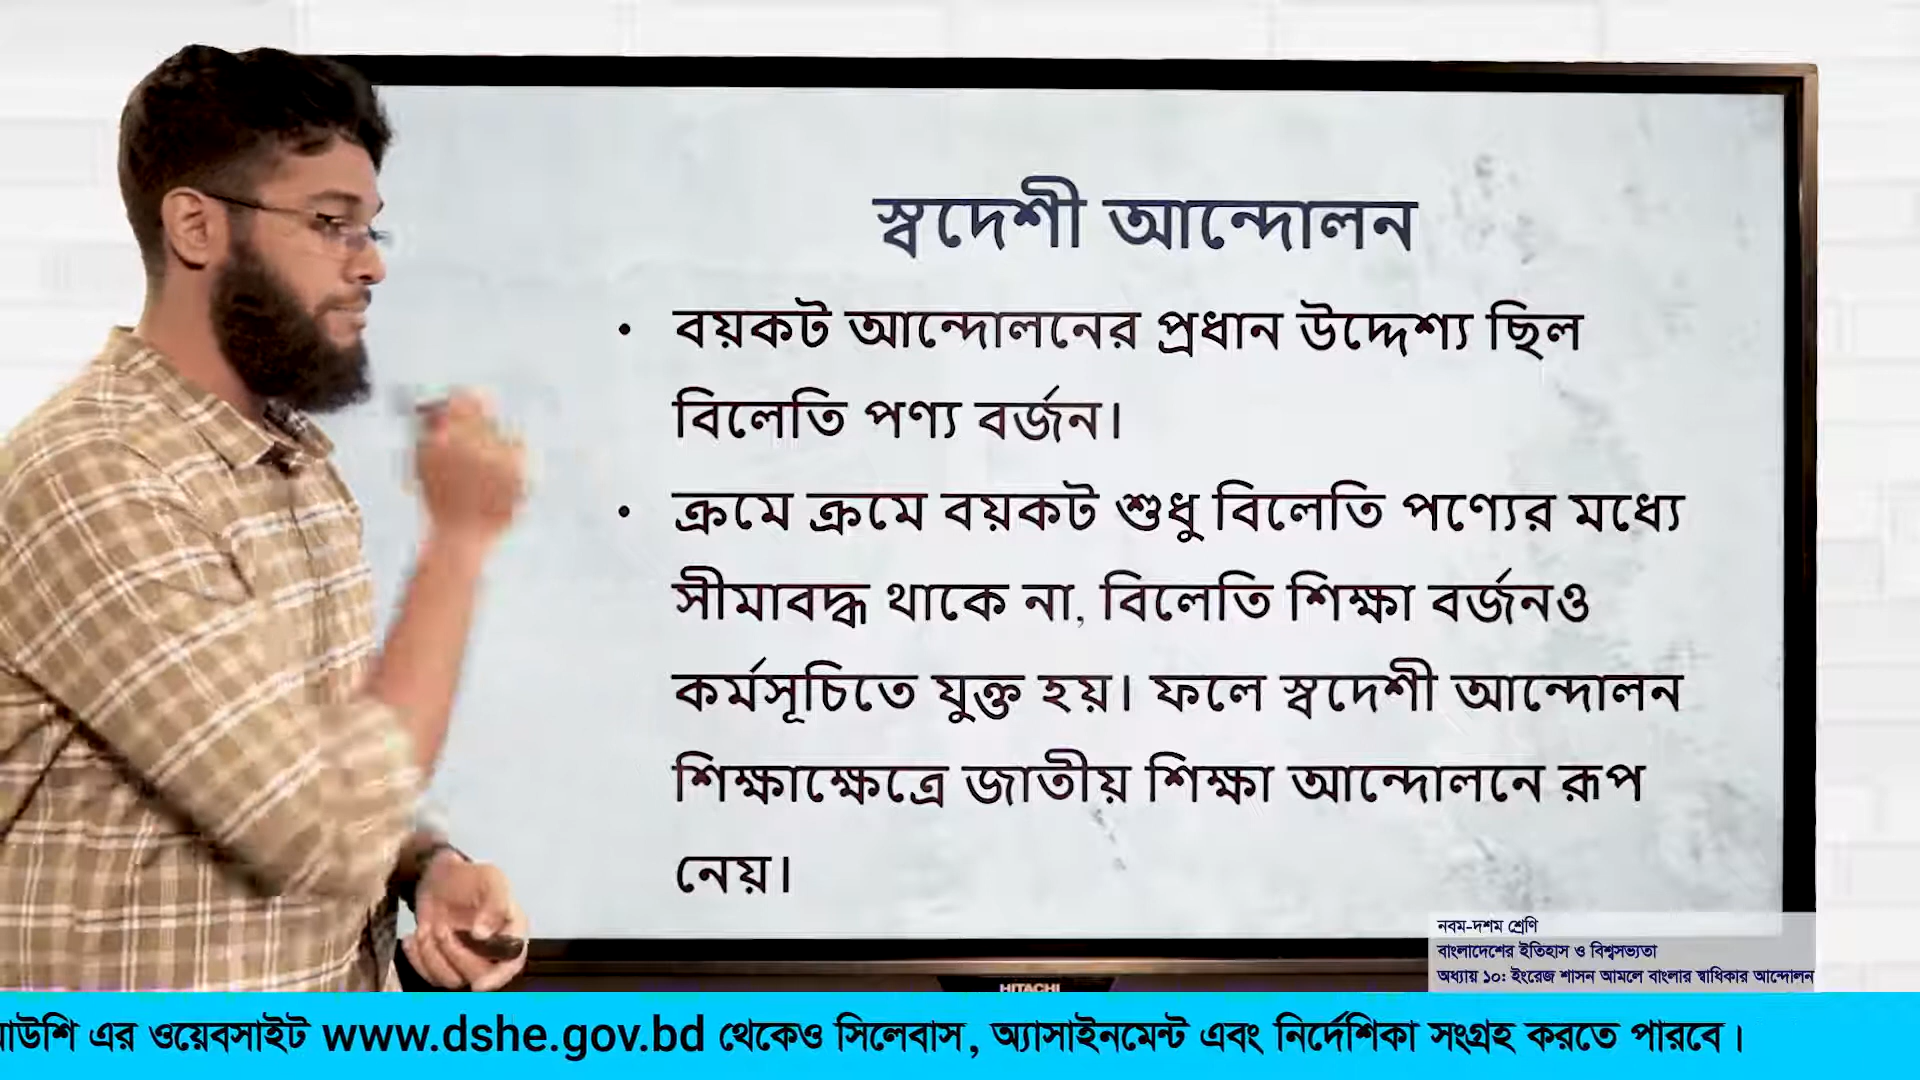 স্বদেশী আন্দোলন
• বয়কট আন্দোলনের প্রধান উদ্দেশ্য ছিল
বিলেতি পণ্য বর্জন।
• ক্রমে ক্রমে বয়কট শুধু বিলেতি পণ্যের মধ্যে
সীমাবদ্ধ থাকে না, বিলেতি শিক্ষা বর্জনও
কর্মসূচিতে যুক্ত হয়। ফলে স্বদেশী আন্দোলন
শিক্ষাক্ষেত্রে জাতীয় শিক্ষা আন্দোলনে রূপ
নেয়।
নবম-দশম শ্রেণি
বাংলাদেশের ইতিহাস ও বিশ্বসভ্যতা
অধ্যায় ১০: ইংরেজ শাসন আমলে বাংলার স্বাধিকার আন্দোলন
HITACHI
এর ওয়েবসাইট www.dshe.gov.bd থেকেও সিলেবাস, অ্যাসাইনমেন্ট এবং নির্দেশিকা সংগ্রহ করতে পারবে।